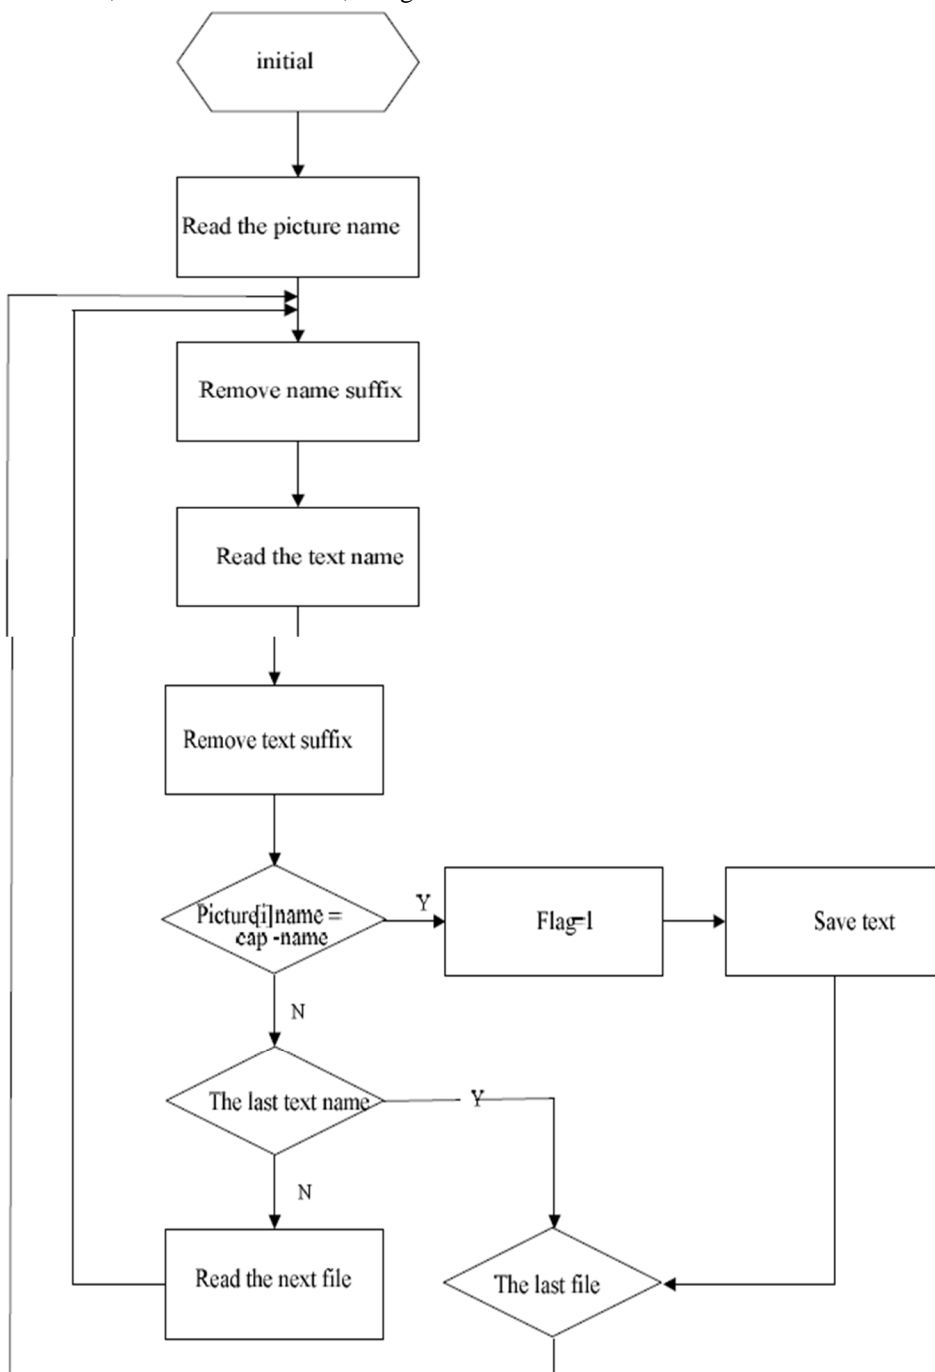 initial
Read the picture name
Remove name suffix
Read the text name
Remove text suffix
Picture[i]name =
cap -name
Y
Flag=1
Save text
N
The last text name
Y
N
Read the next file
The last file